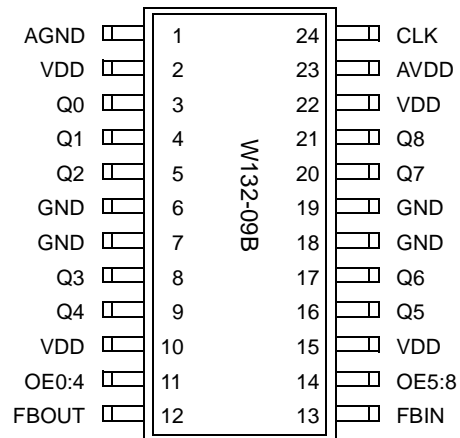 AGND 1 24 CLK
VDD 2 23 AVDD
Q0 3 22 VDD
Q1 4 21 Q8
Q2 5 20 Q7
GND 6 19 GND
GND 7 18 GND
Q3 8 17 Q6
Q4 9 16 Q5
VDD 10 15 VDD
OE0:4 11 14 OE5:8
FBOUT 12 13 FBIN
W132-09B